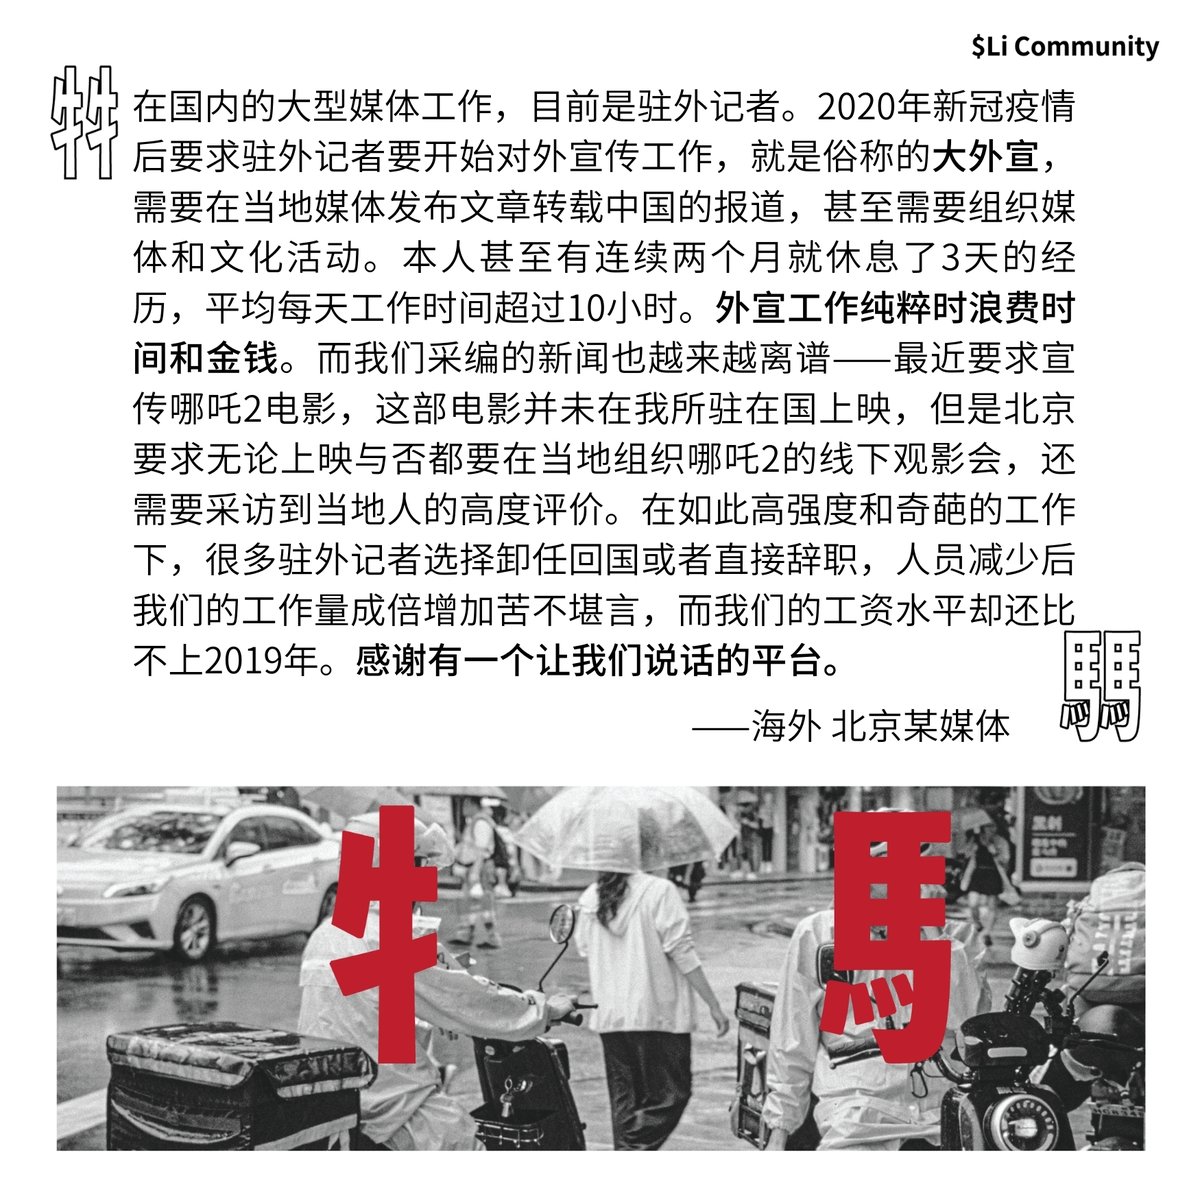 $Li Community
牜牜
在国内的大型媒体工作，目前是驻外记者。2020年新冠疫情
后要求驻外记者要开始对外宣传工作，就是俗称的大外宣，
需要在当地媒体发布文章转载中国的报道，甚至需要组织媒
体和文化活动。本人甚至有连续两个月就休息了3天的经
历，平均每天工作时间超过10小时。外宣工作纯粹时浪费时
间和金钱。而我们采编的新闻也越来越离谱——最近要求宣
传哪吒2电影，这部电影并未在我所驻在国上映，但是北京
要求无论上映与否都要在当地组织哪吒2的线下观影会，还
需要采访到当地人的高度评价。在如此高强度和奇葩的工作
下，很多驻外记者选择卸任回国或者直接辞职，人员减少后
我们的工作量成倍增加苦不堪言，而我们的工资水平却还比
不上2019年。感谢有一个让我们说话的平台。
馬馬
——海外 北京某媒体
牜 馬